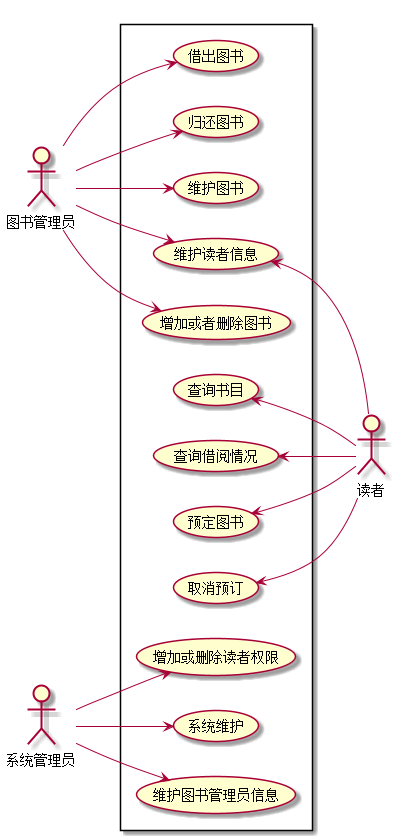 借出图书
归还图书
图书管理员
维护图书
维护读者信息
增加或者删除图书
查询书目
查询借阅情况
读者
预定图书
取消预订
增加或删除读者权限
系统管理员
系统维护
维护图书管理员信息